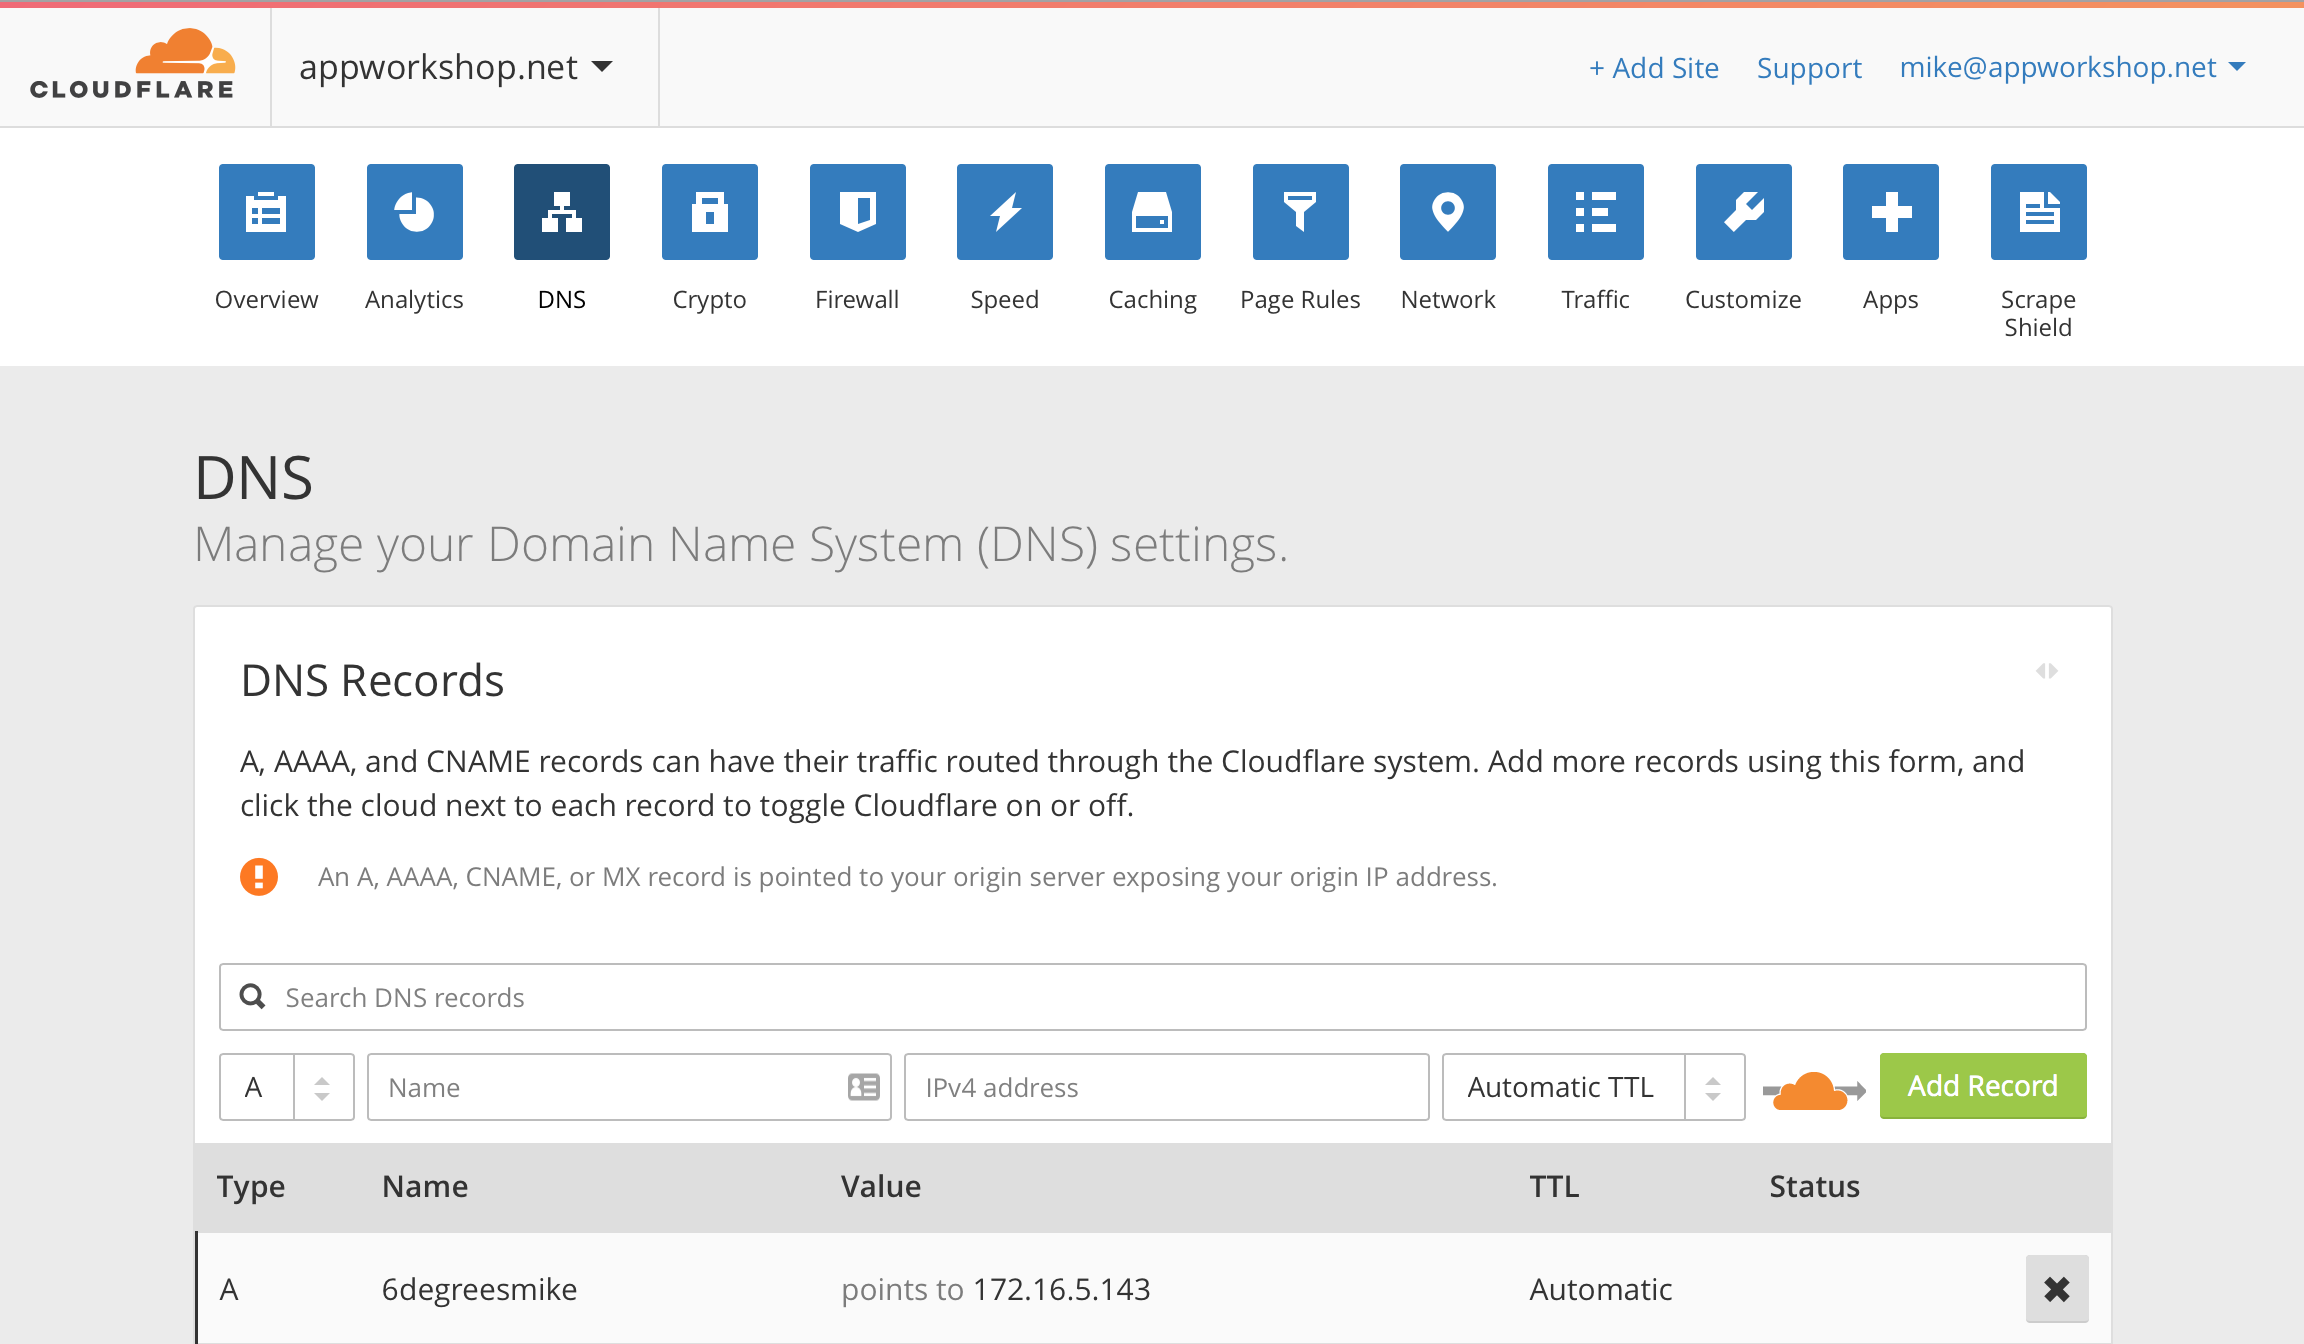 CLOUDFLARE
appworkshop.net
+ Add Site Support mike@appworkshop.net
Overview Analytics DNS Crypto Firewall Speed Caching Page Rules Network Traffic Customize Apps Scrape
Shield
DNS
Manage your Domain Name System (DNS) settings.
DNS Records
A, AAAA, and CNAME records can have their traffic routed through the Cloudflare system. Add more records using this form, and
click the cloud next to each record to toggle Cloudflare on or off.
An A, AAAA, CNAME, or MX record is pointed to your origin server exposing your origin IP address.
Search DNS records
A Name IPv4 address Automatic TTL Add Record
Type Name Value TTL Status
A 6degreesmike points to 172.16.5.143 Automatic